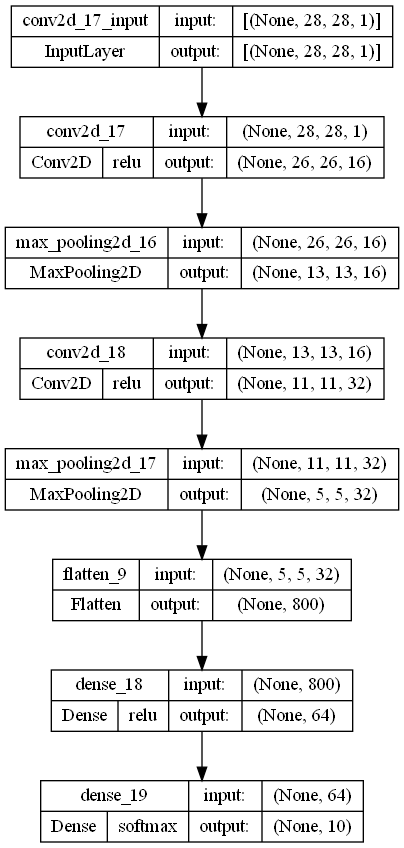 conv2d_17_input input: [(None, 28, 28, 1)]
InputLayer output: [(None, 28, 28, 1)]
conv2d_17 input: (None, 28, 28, 1)
Conv2D relu output: (None, 26, 26, 16)
max_pooling2d_16 input: (None, 26, 26, 16)
MaxPooling2D output: (None, 13, 13, 16)
conv2d_18 input: (None, 13, 13, 16)
Conv2D relu output: (None, 11, 11, 32)
max_pooling2d_17 input: (None, 11, 11, 32)
MaxPooling2D output: (None, 5, 5, 32)
flatten_9 input: (None, 5, 5, 32)
Flatten output: (None, 800)
dense_18 input: (None, 800)
Dense relu output: (None, 64)
dense_19 input: (None, 64)
Dense softmax output: (None, 10)